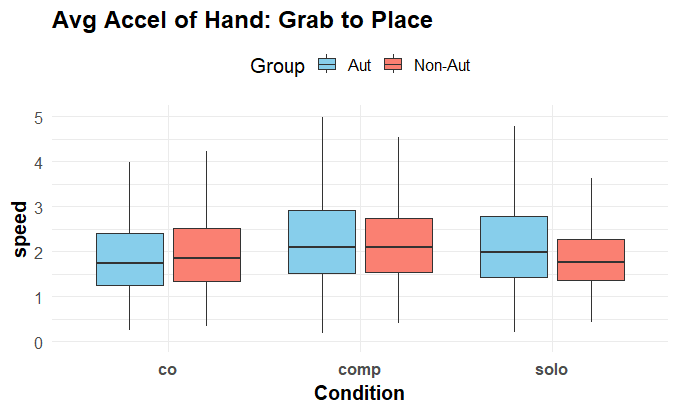 Avg Accel of Hand: Grab to Place
Group Aut Non-Aut
5
4
3
2
1
0
speed
co comp solo
Condition